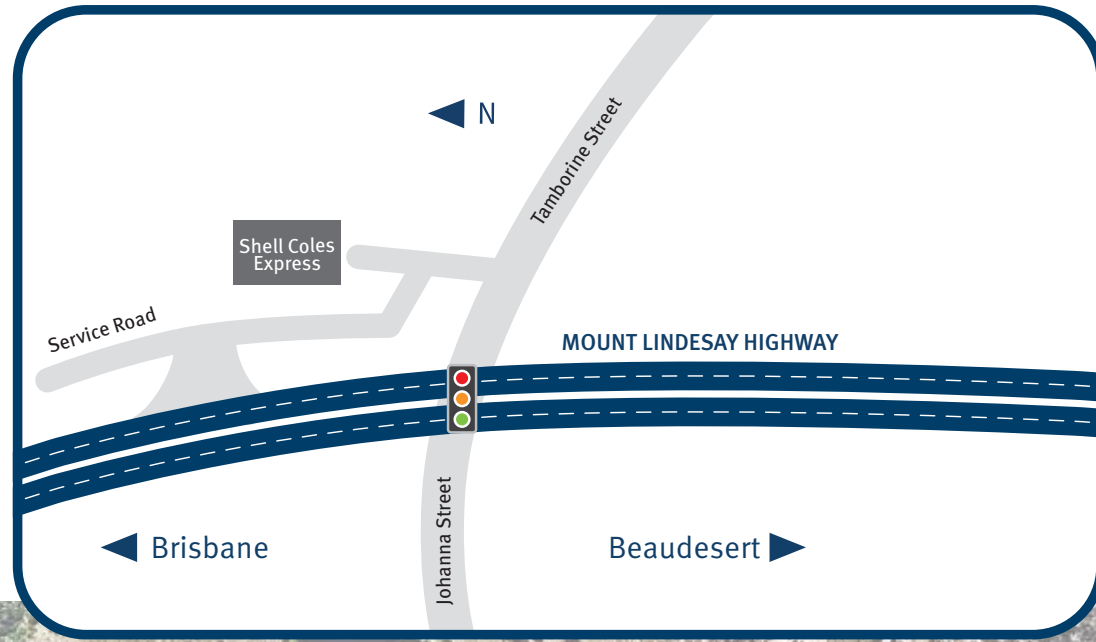 N
Tamborine Street
Shell Coles
Express
Service Road
MOUNT LINDESAY HIGHWAY
Johanna Street
Brisbane
Beaudesert